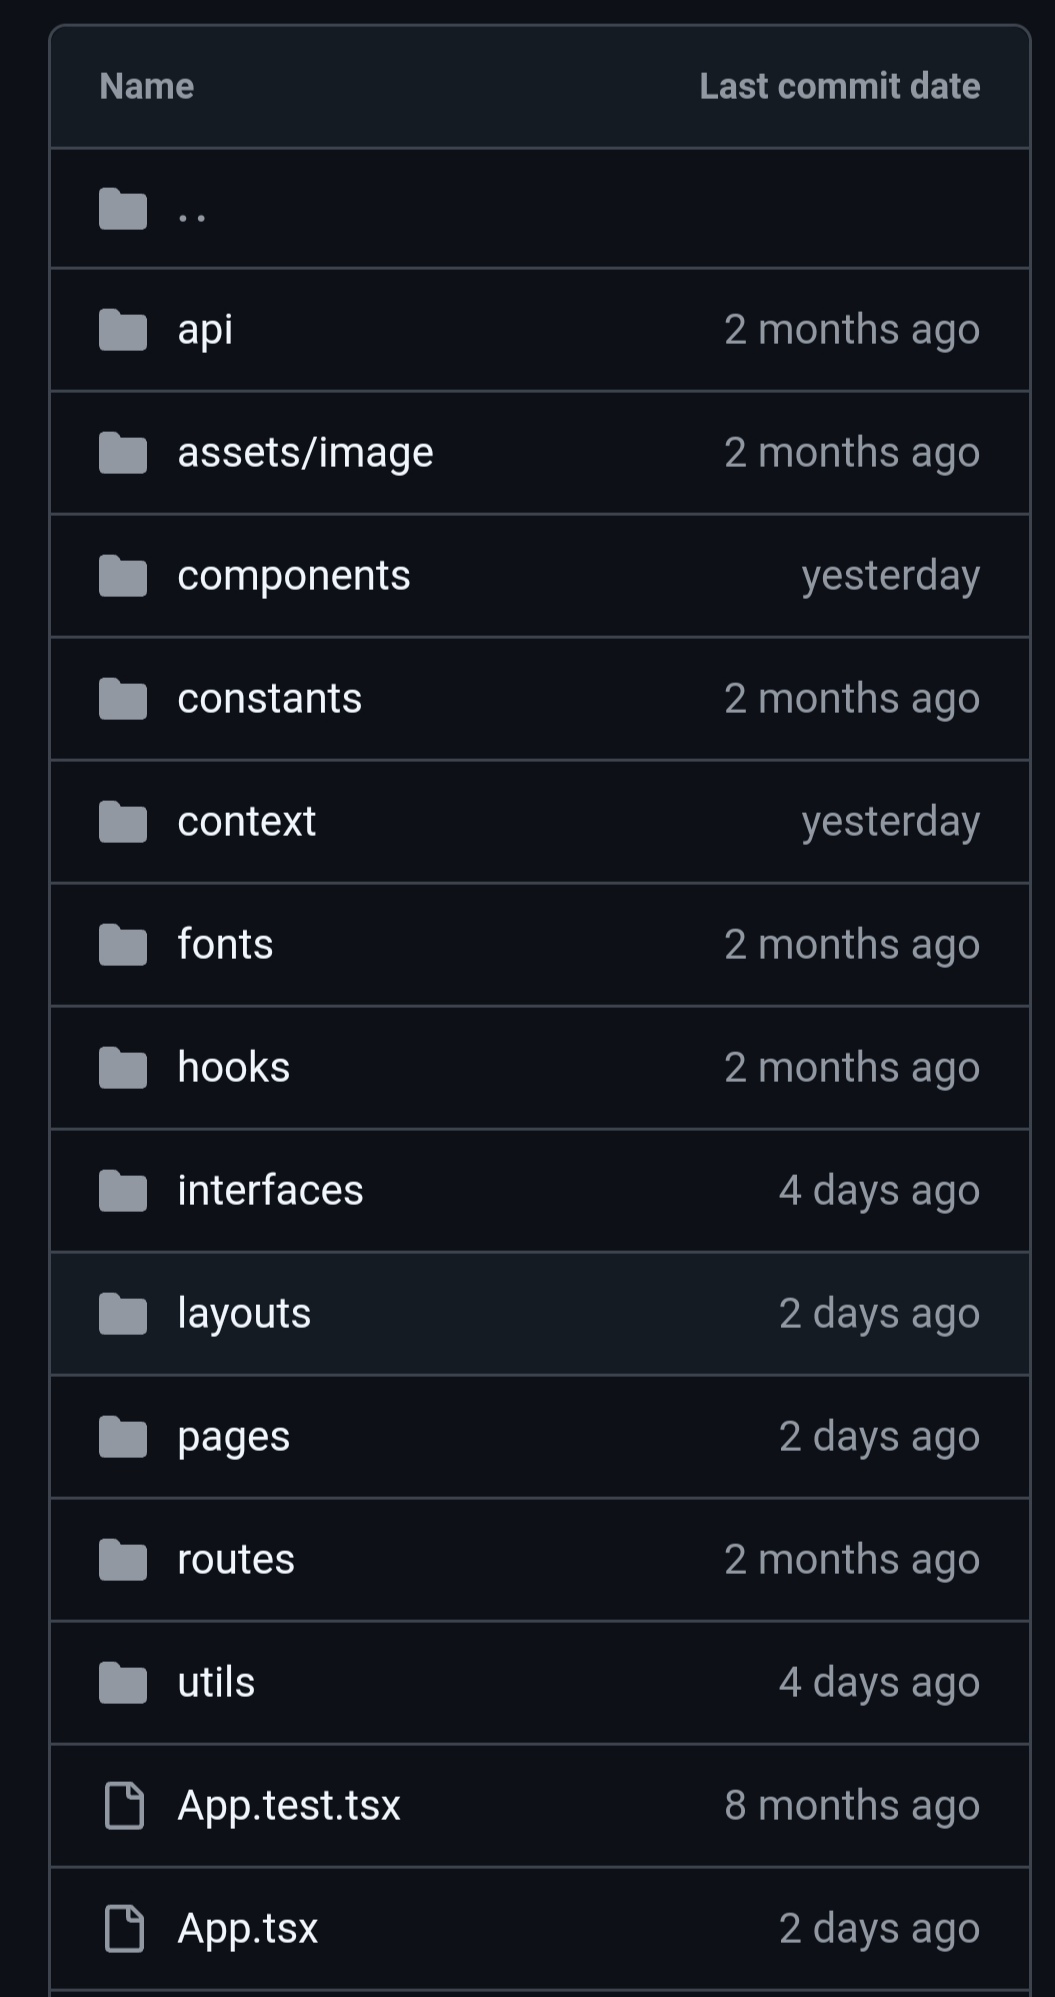 Name Last commit date
..
api 2 months ago
assets/image 2 months ago
components yesterday
constants 2 months ago
context yesterday
fonts 2 months ago
hooks 2 months ago
interfaces 4 days ago
layouts 2 days ago
pages 2 days ago
routes 2 months ago
utils 4 days ago
App.test.tsx 8 months ago
App.tsx 2 days ago